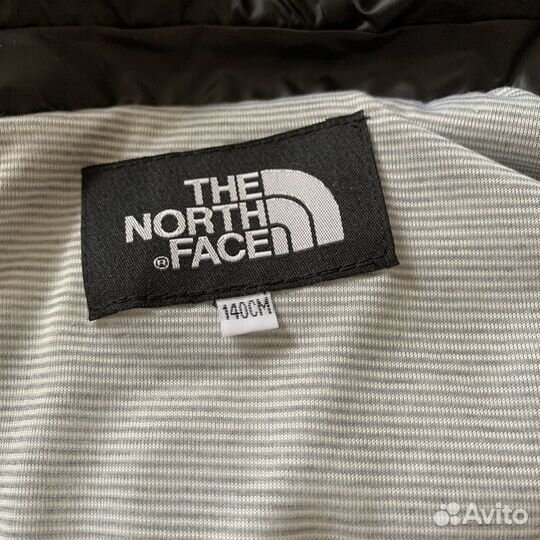 THE
NORTH
® FACE
140CM
Avito